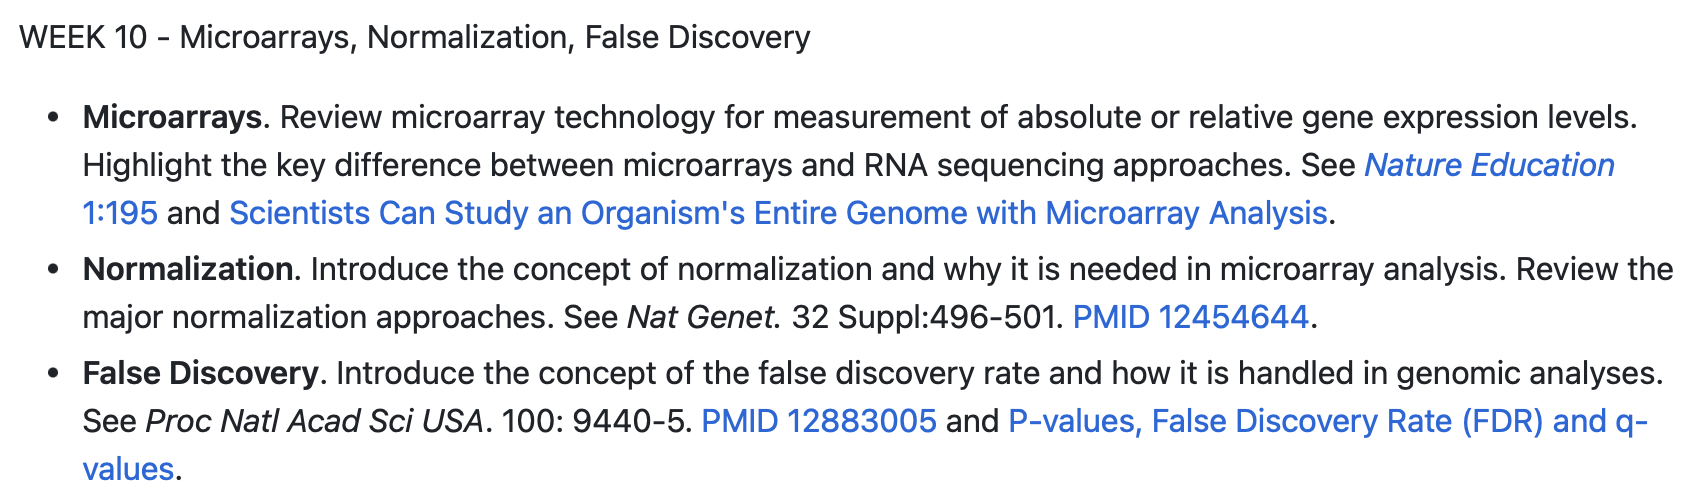 WEEK 10 - Microarrays, Normalization, False Discovery
• Microarrays. Review microarray technology for measurement of absolute or relative gene expression levels.
Highlight the key difference between microarrays and RNA sequencing approaches. See Nature Education
1:195 and Scientists Can Study an Organism's Entire Genome with Microarray Analysis.
• Normalization. Introduce the concept of normalization and why it is needed in microarray analysis. Review the
major normalization approaches. See Nat Genet. 32 Suppl:496-501. PMID 12454644.
• False Discovery. Introduce the concept of the false discovery rate and how it is handled in genomic analyses.
See Proc Natl Acad Sci USA. 100: 9440-5. PMID 12883005 and P-values, False Discovery Rate (FDR) and q-
values.